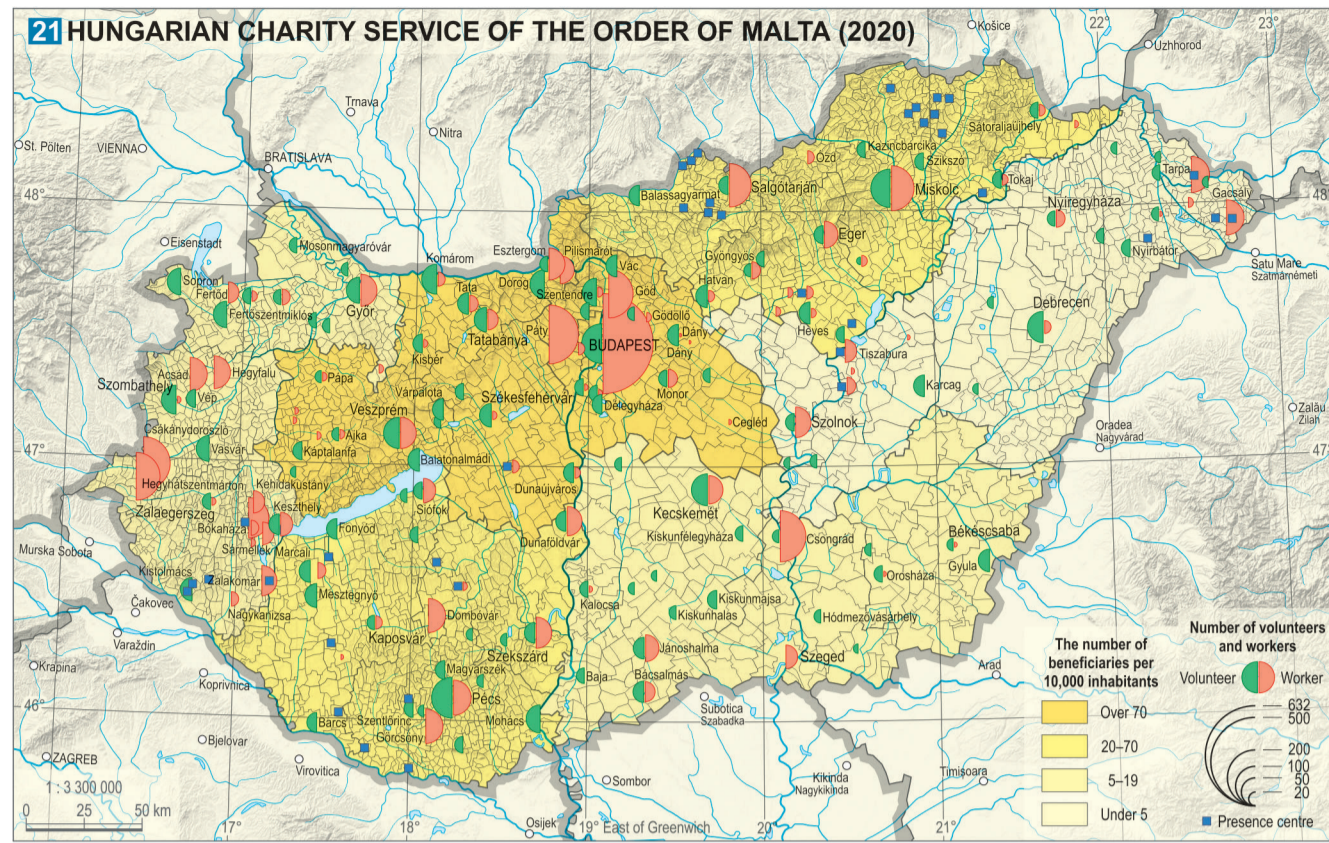 21 HUNGARIAN CHARITY SERVICE OF THE ORDER OF MALTA (2020)
22°
23°
Košice
Uzhhorod
Trnava
Nitra
St. Pölten
VIENNA
BRATISLAVA
Sátoraljaújhely
Kazincbarcika
Ózd
Szikszó
Tokaj
Tarpa
Gacsály
48°
48°
Balassagyarmat
Salgótarján
Miskolc
Nyíregyháza
Eisenstadt
Mosonmagyaróvár
Esztergom
Pilismarót
Eger
Nyírbátor
Satu Mare
Szatmárnémeti
Komárom
Vác
Gyöngyös
Sopron
Fertőd
Dorog
Szentendre
Göd
Hatvan
Tata
Fertőszentmiklós
Győr
Gödöllő
Debrecen
Tatabánya
Páty
BUDAPEST
Dány
Dány
Heves
Kisbér
Tiszabura
Acsád
Hegyfalu
Pápa
Szombathely
Vép
Várpalota
Székesfehérvár
Monor
Karcag
Délegyháza
Zalău
Zilah
Veszprém
Cegléd
Szolnok
Csákánydoroszló
Ajka
Oradea
Nagyvárad
47°
47°
Vasvár
Káptalanfa
Balatonalmádi
Hegyhátszentmárton
Kehidakustány
Dunaújváros
Zalaegerszeg
Keszthely
Siófok
Kecskemét
Bókaháza
Fonyód
Dunaföldvár
Kiskunfélegyháza
Csongrád
Békéscsaba
Murska Sobota
Sármellék
Marcali
Gyula
Kistolmács
Zalakomár
Orosháza
Mesztegnyő
Kalocsa
Kiskunmajsa
Čakovec
Nagykanizsa
Dombóvár
Kiskunhalas
Hódmezővásárhely
Varaždin
Kaposvár
Szekszárd
Jánoshalma
Szeged
Krapina
Magyarszék
Bácsalmás
Arad
Koprivnica
Baja
Pécs
Subotica
Szabadka
46°
46°
Barcs
Szentlőrinc
Mohács
Görcsöny
Bjelovar
ZAGREB
Virovitica
Sombor
Kikinda
Nagykikinda
Timişoara
1 : 3 300 000
0 25 50 km
17°
18°
Osijek
19° East of Greenwich
20°
21°
The number of
beneficiaries per
10,000 inhabitants
Over 70
20–70
5–19
Under 5
Number of volunteers
and workers
Volunteer Worker
632
500
200
100
50
20
Presence centre